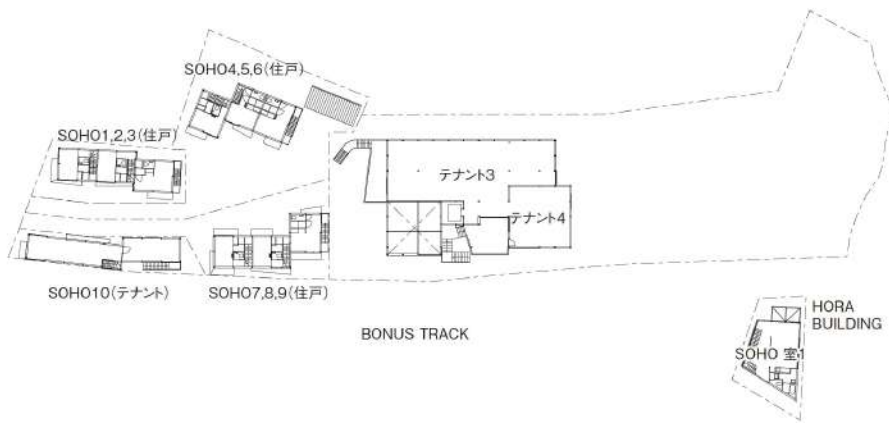 SOHO4,5,6(住戸)
SOHO1,2,3(住戸)
テナント3
テナント4
SOHO10(テナント)
SOHO7,8,9(住戸)
BONUS TRACK
HORA
BUILDING
SOHO 室1